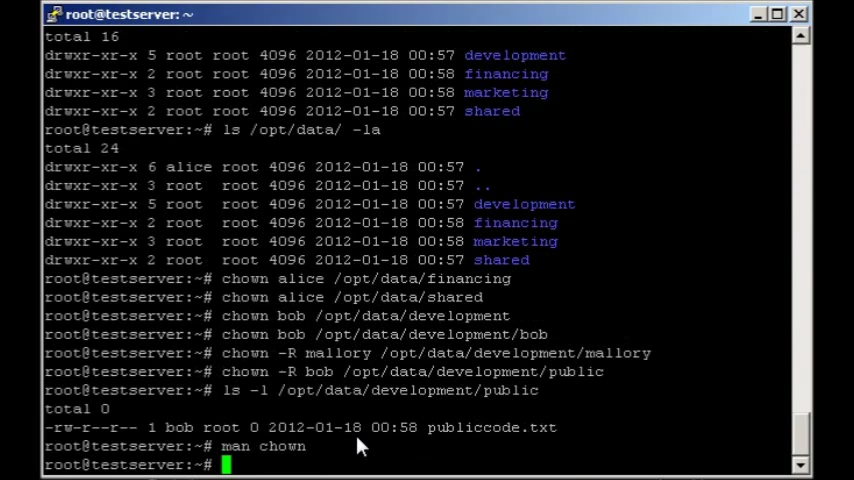 root@testserver: ~
total 16
drwxr-xr-x 5 root root 4096 2012-01-18 00:57 development
drwxr-xr-x 2 root root 4096 2012-01-18 00:58 financing
drwxr-xr-x 3 root root 4096 2012-01-18 00:58 marketing
drwxr-xr-x 2 root root 4096 2012-01-18 00:57 shared
root@testserver:~# ls /opt/data/ -la
total 24
drwxr-xr-x 6 alice root 4096 2012-01-18 00:57 .
drwxr-xr-x 3 root  root 4096 2012-01-18 00:57 ..
drwxr-xr-x 5 root  root 4096 2012-01-18 00:57 development
drwxr-xr-x 2 root  root 4096 2012-01-18 00:58 financing
drwxr-xr-x 3 root  root 4096 2012-01-18 00:58 marketing
drwxr-xr-x 2 root  root 4096 2012-01-18 00:57 shared
root@testserver:~# chown alice /opt/data/financing
root@testserver:~# chown alice /opt/data/shared
root@testserver:~# chown bob /opt/data/development
root@testserver:~# chown bob /opt/data/development/bob
root@testserver:~# chown -R mallory /opt/data/development/mallory
root@testserver:~# chown -R bob /opt/data/development/public
root@testserver:~# ls -l /opt/data/development/public
total 0
-rw-r--r-- 1 bob root 0 2012-01-18 00:58 publiccode.txt
root@testserver:~# man chown
root@testserver:~#